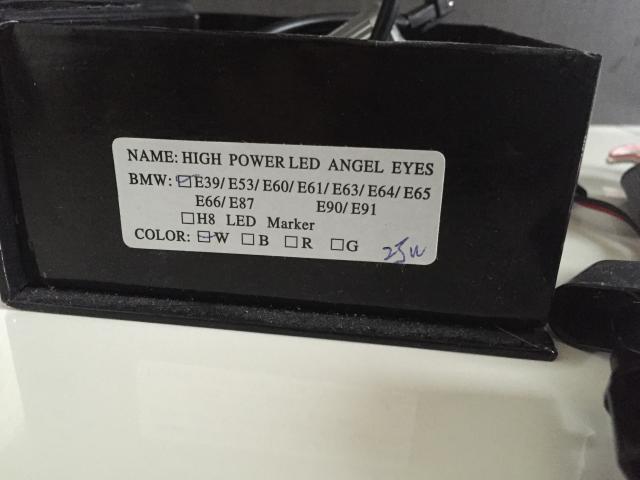 NAME: HIGH POWER LED ANGEL EYES
BMW: ☑E39/ E53/ E60/ E61/ E63/ E64/ E65
E66/ E87 E90/ E91
☐H8 LED Marker
COLOR: ☑W ☐B ☐R ☐G 25W